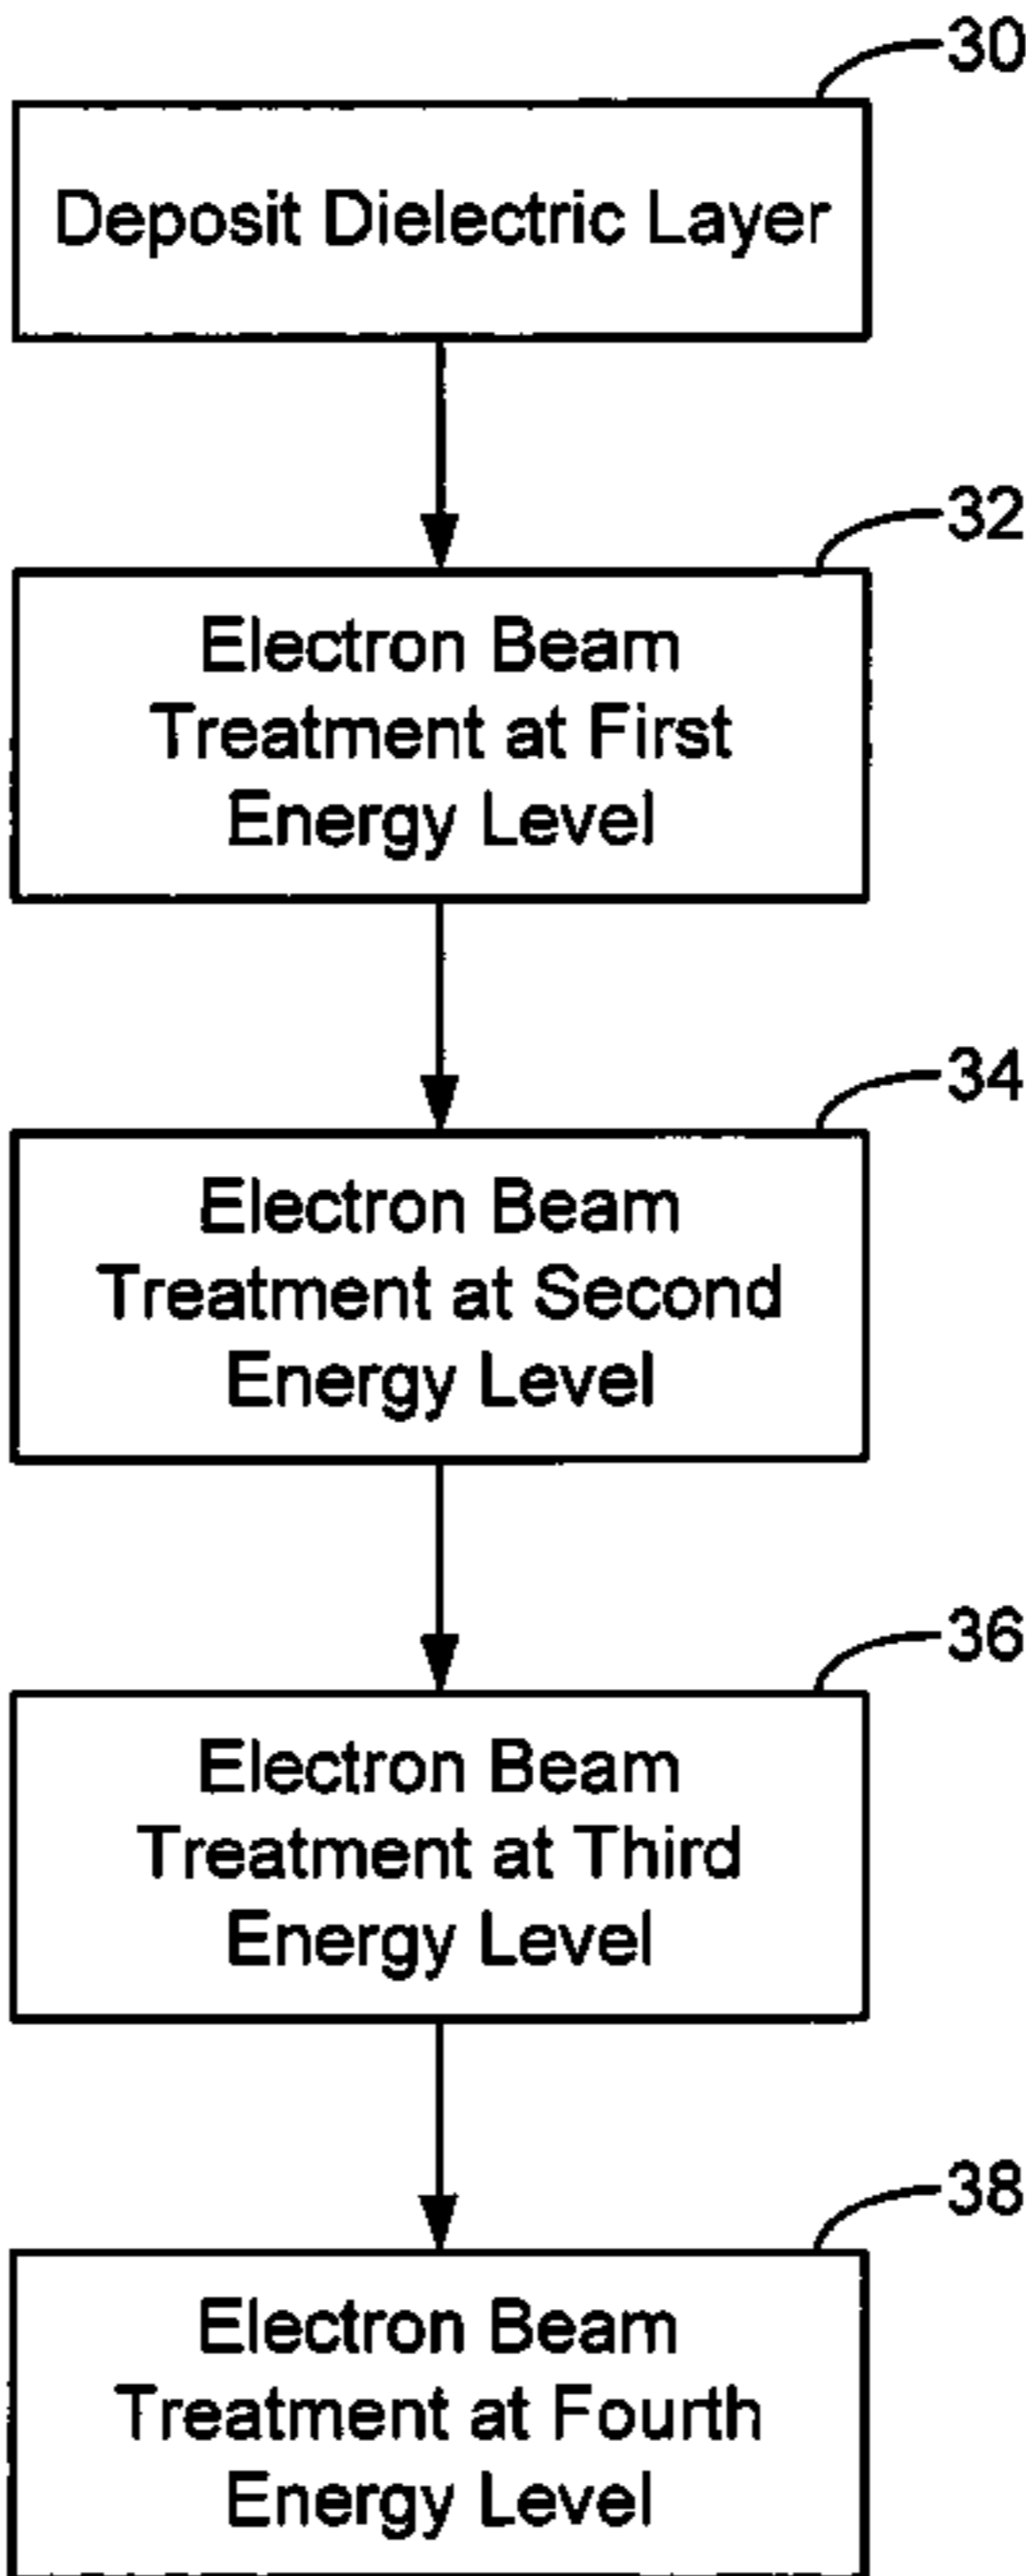 30
Deposit Dielectric Layer
32
Electron Beam
Treatment at First
Energy Level
34
Electron Beam
Treatment at Second
Energy Level
36
Electron Beam
Treatment at Third
Energy Level
38
Electron Beam
Treatment at Fourth
Energy Level